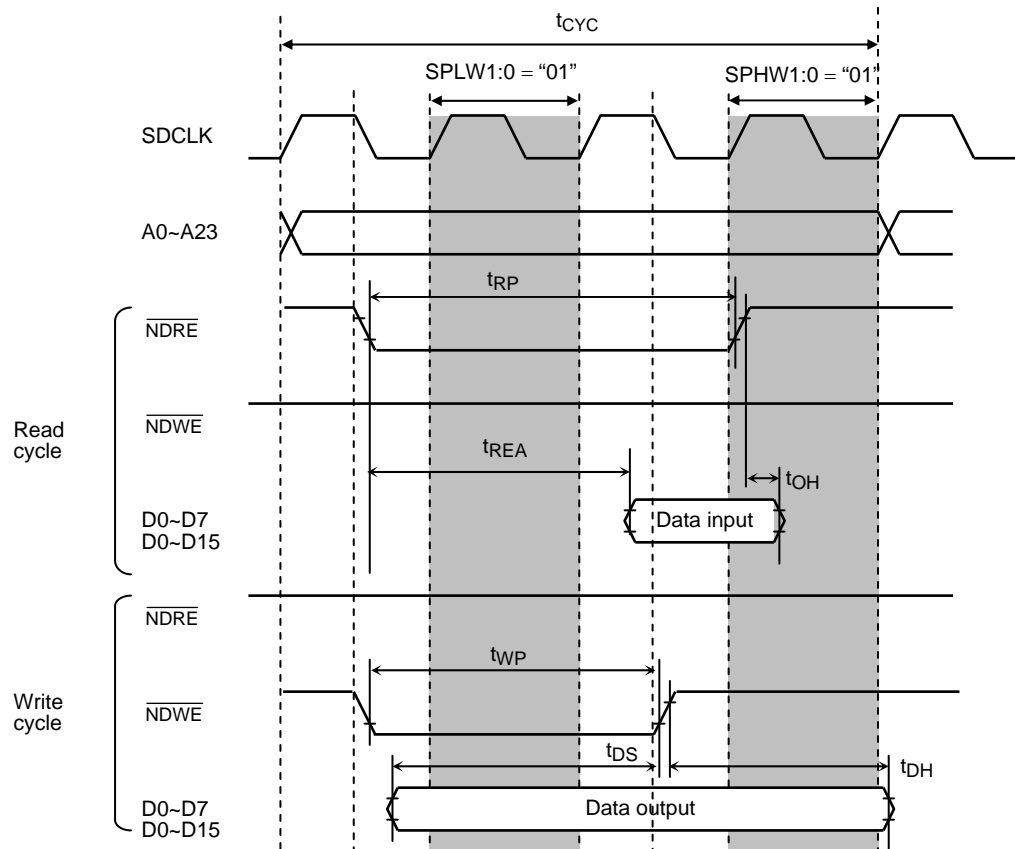 tCYC
SPLW1:0 = “01”
SPHW1:0 = “01”
SDCLK
A0~A23
tRP
NDRE
NDWE
Read
cycle
tREA
tOH
D0~D7
D0~D15
Data input
NDRE
tWP
Write
cycle
NDWE
tDS
tDH
D0~D7
D0~D15
Data output